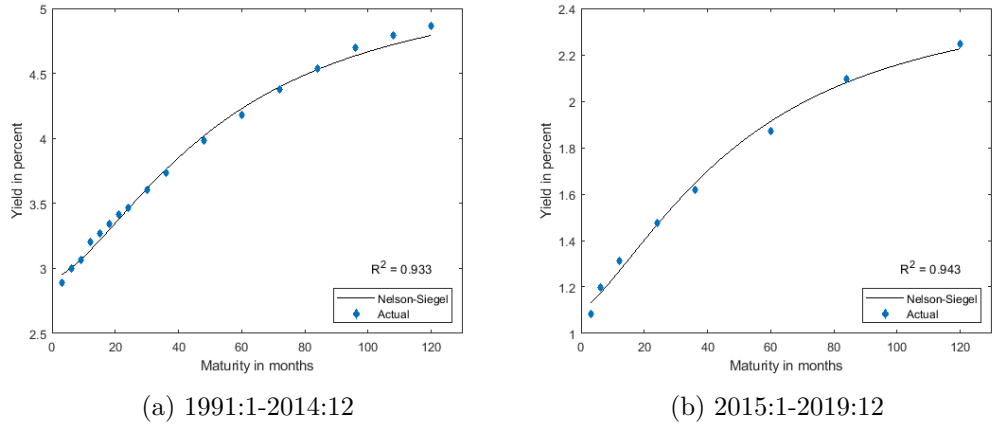 5
4.5
4
3.5
3
2.5
Yield in percent
0 20 40 60 80 100 120
Maturity in months
R² = 0.933
Nelson-Siegel
Actual
(a) 1991:1-2014:12
2.4
2.2
2
1.8
1.6
1.4
1.2
1
Yield in percent
0 20 40 60 80 100 120
Maturity in months
R² = 0.943
Nelson-Siegel
Actual
(b) 2015:1-2019:12